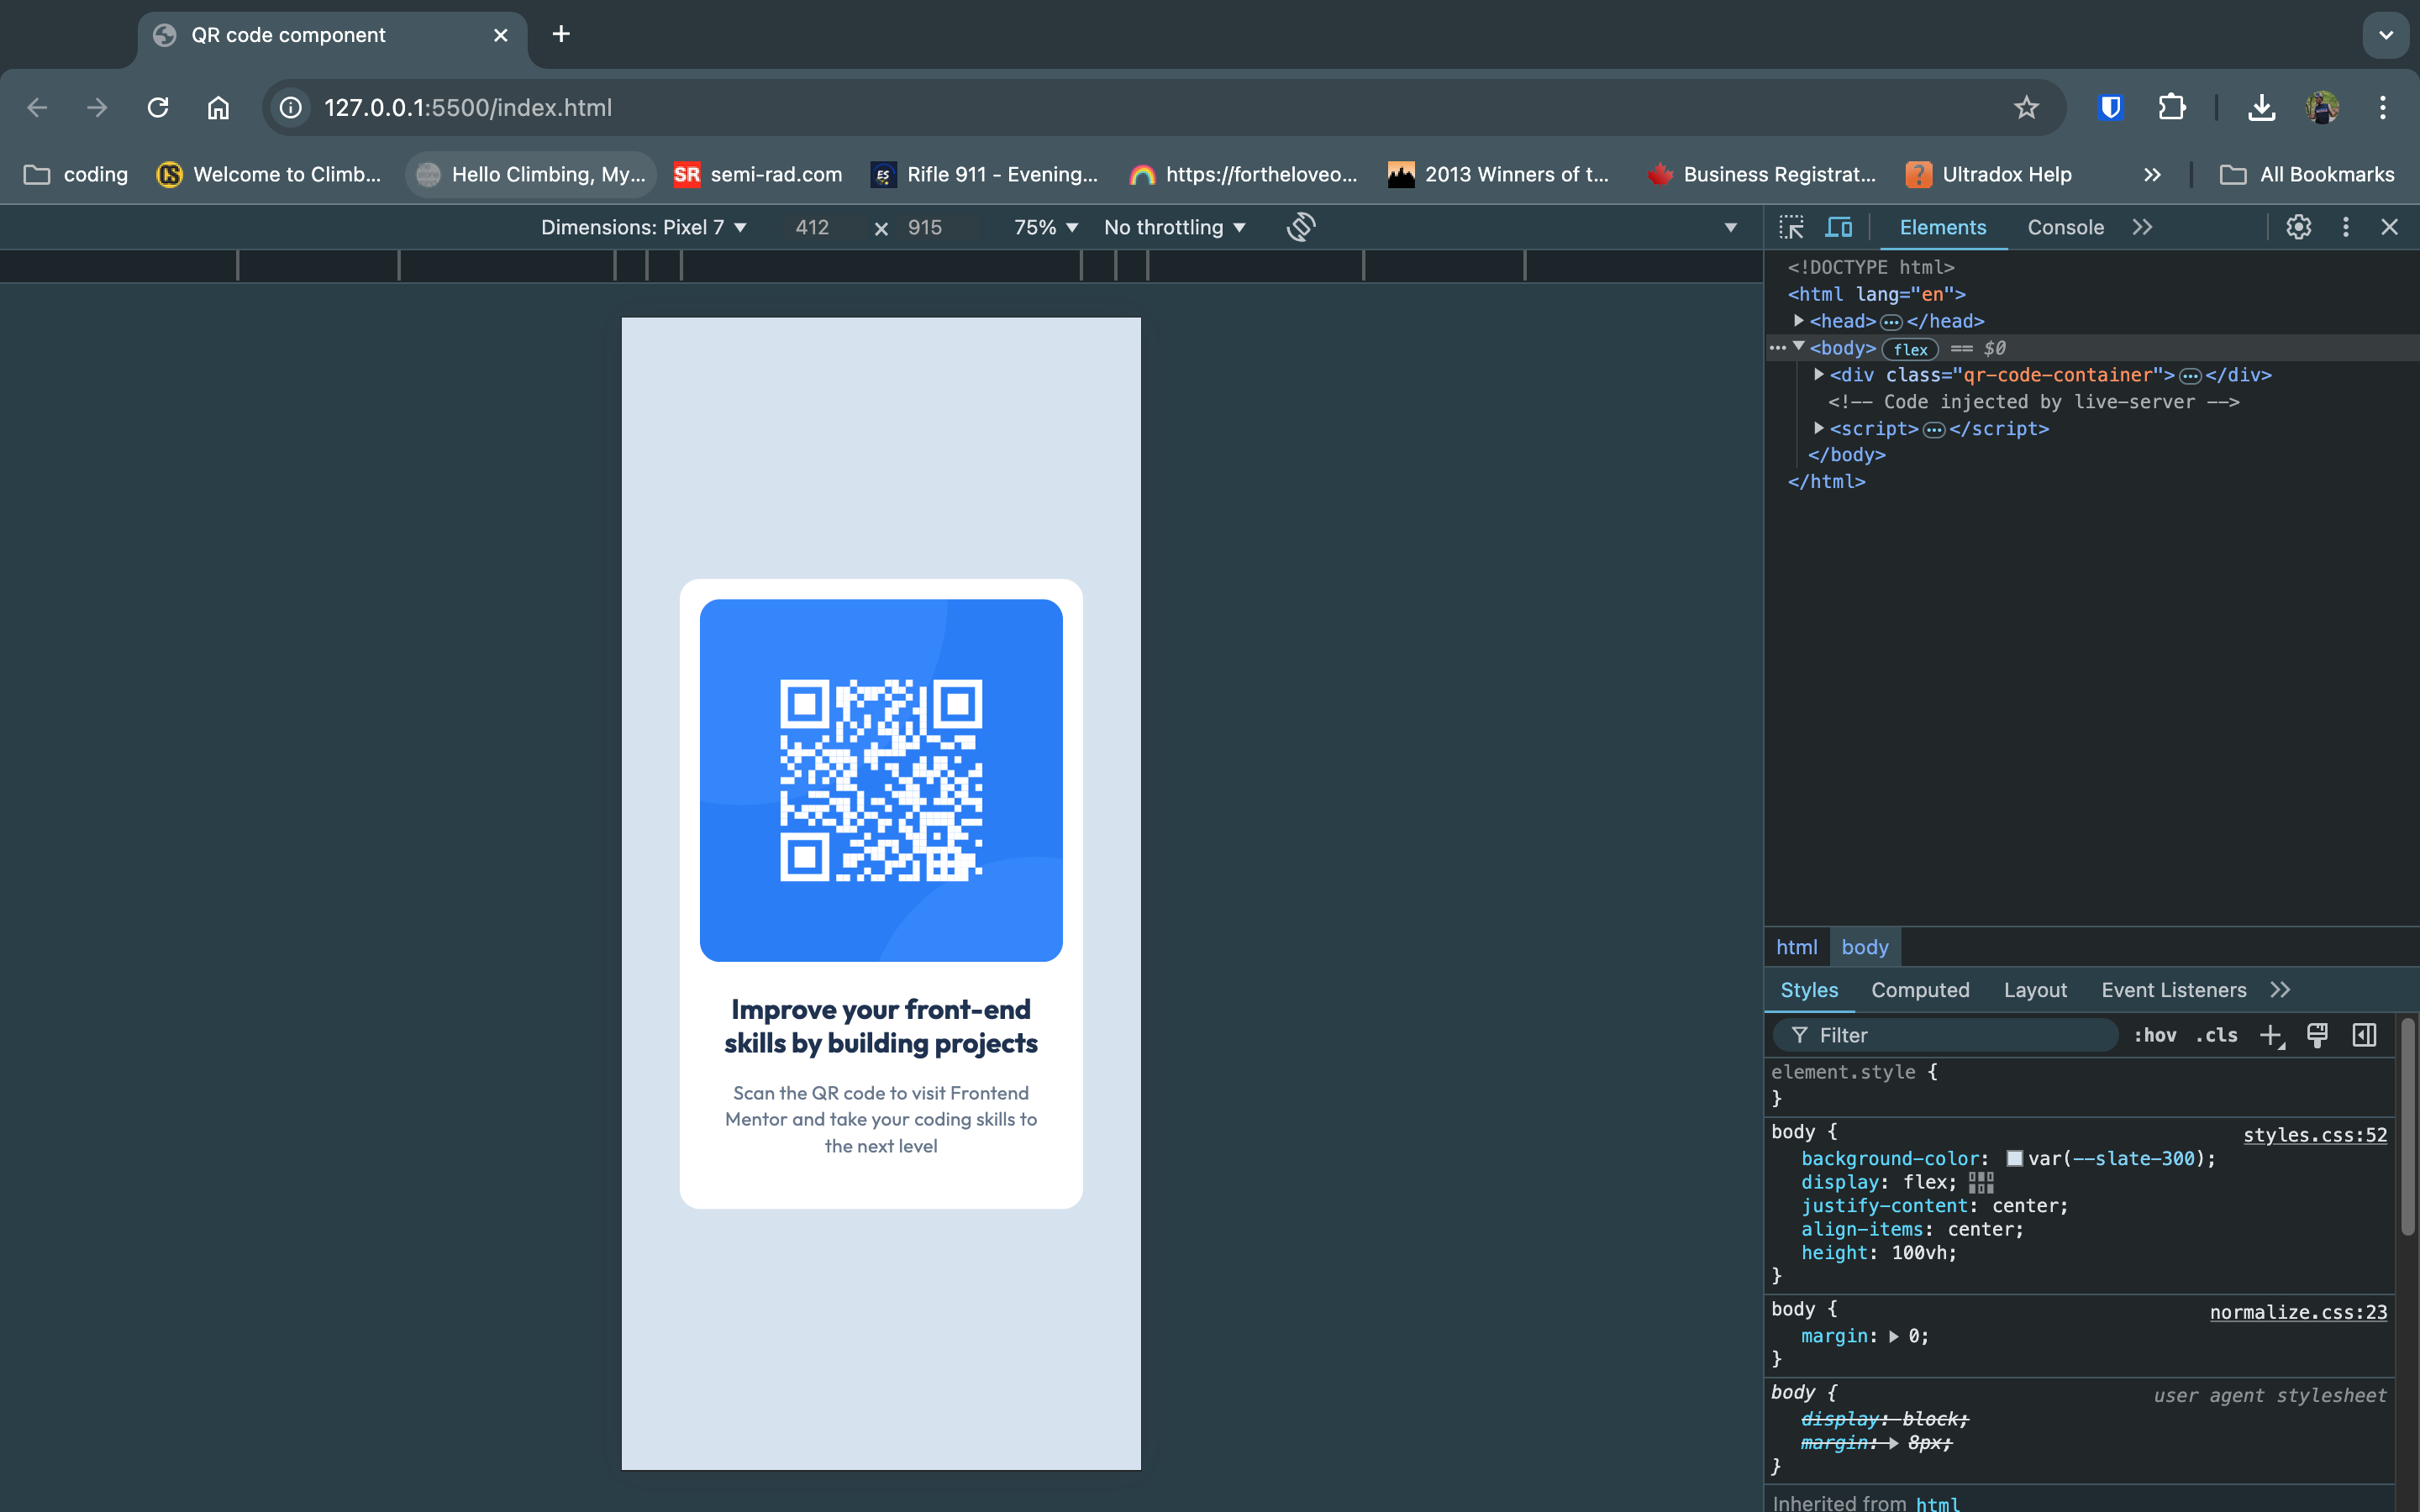 QR code component
127.0.0.1:5500/index.html
coding
Welcome to Climb...
Hello Climbing, My...
SR semi-rad.com
ES Rifle 911 - Evening...
https://fortheloveo...
2013 Winners of t...
Business Registrat...
Ultradox Help
All Bookmarks
Dimensions: Pixel 7 412 × 915 75% No throttling
Elements Console
<!DOCTYPE html>
<html lang="en">
<head> ... </head>
... <body> flex == $0
<div class="qr-code-container"> ... </div>
<!-- Code injected by live-server -->
<script> ... </script>
</body>
</html>
Improve your front-end
skills by building projects
Scan the QR code to visit Frontend
Mentor and take your coding skills to
the next level
html body
Styles Computed Layout Event Listeners
Filter :hov .cls
element.style {
}
body { styles.css:52
background-color: var(--slate-300);
display: flex;
justify-content: center;
align-items: center;
height: 100vh;
}
body { normalize.css:23
margin: 0;
}
body { user agent stylesheet
display: block;
margin: 8px;
}
Inherited from html